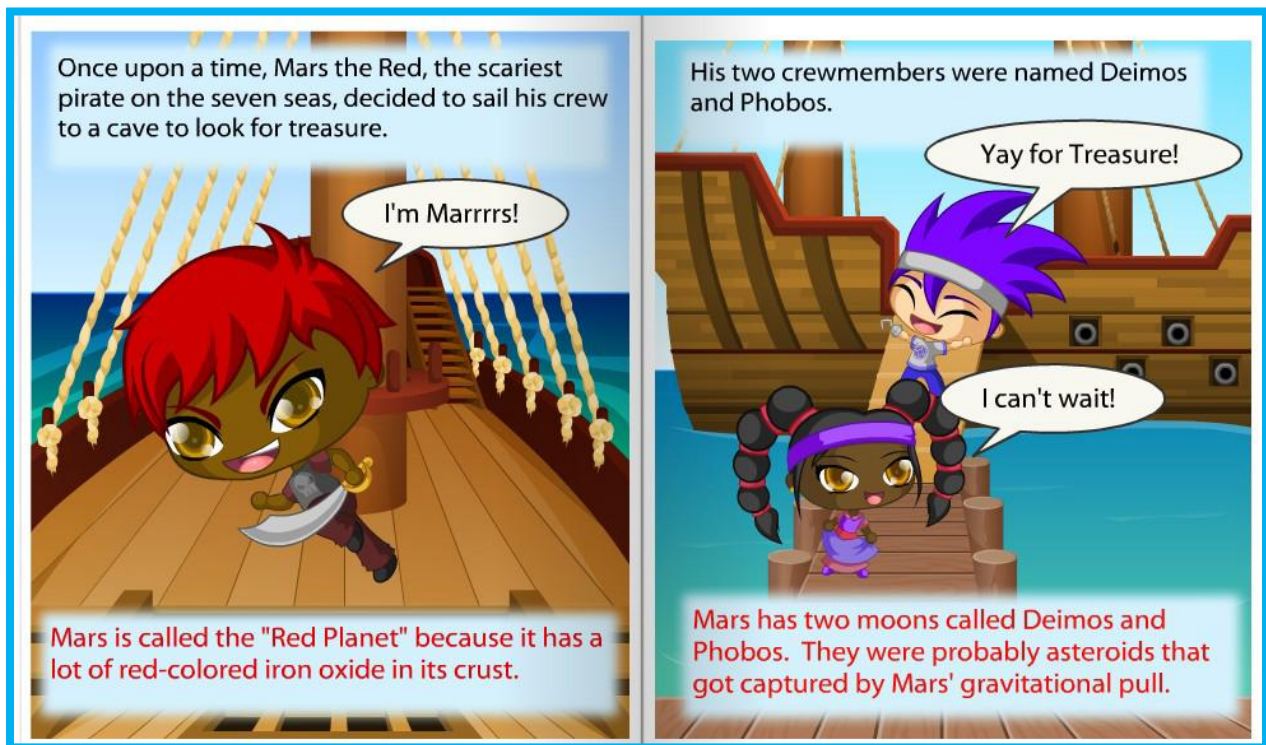 Once upon a time, Mars the Red, the scariest
pirate on the seven seas, decided to sail his crew
to a cave to look for treasure.
I'm Marrrrs!
Mars is called the "Red Planet" because it has a
lot of red-colored iron oxide in its crust.
His two crewmembers were named Deimos
and Phobos.
Yay for Treasure!
I can't wait!
Mars has two moons called Deimos and
Phobos.  They were probably asteroids that
got captured by Mars' gravitational pull.